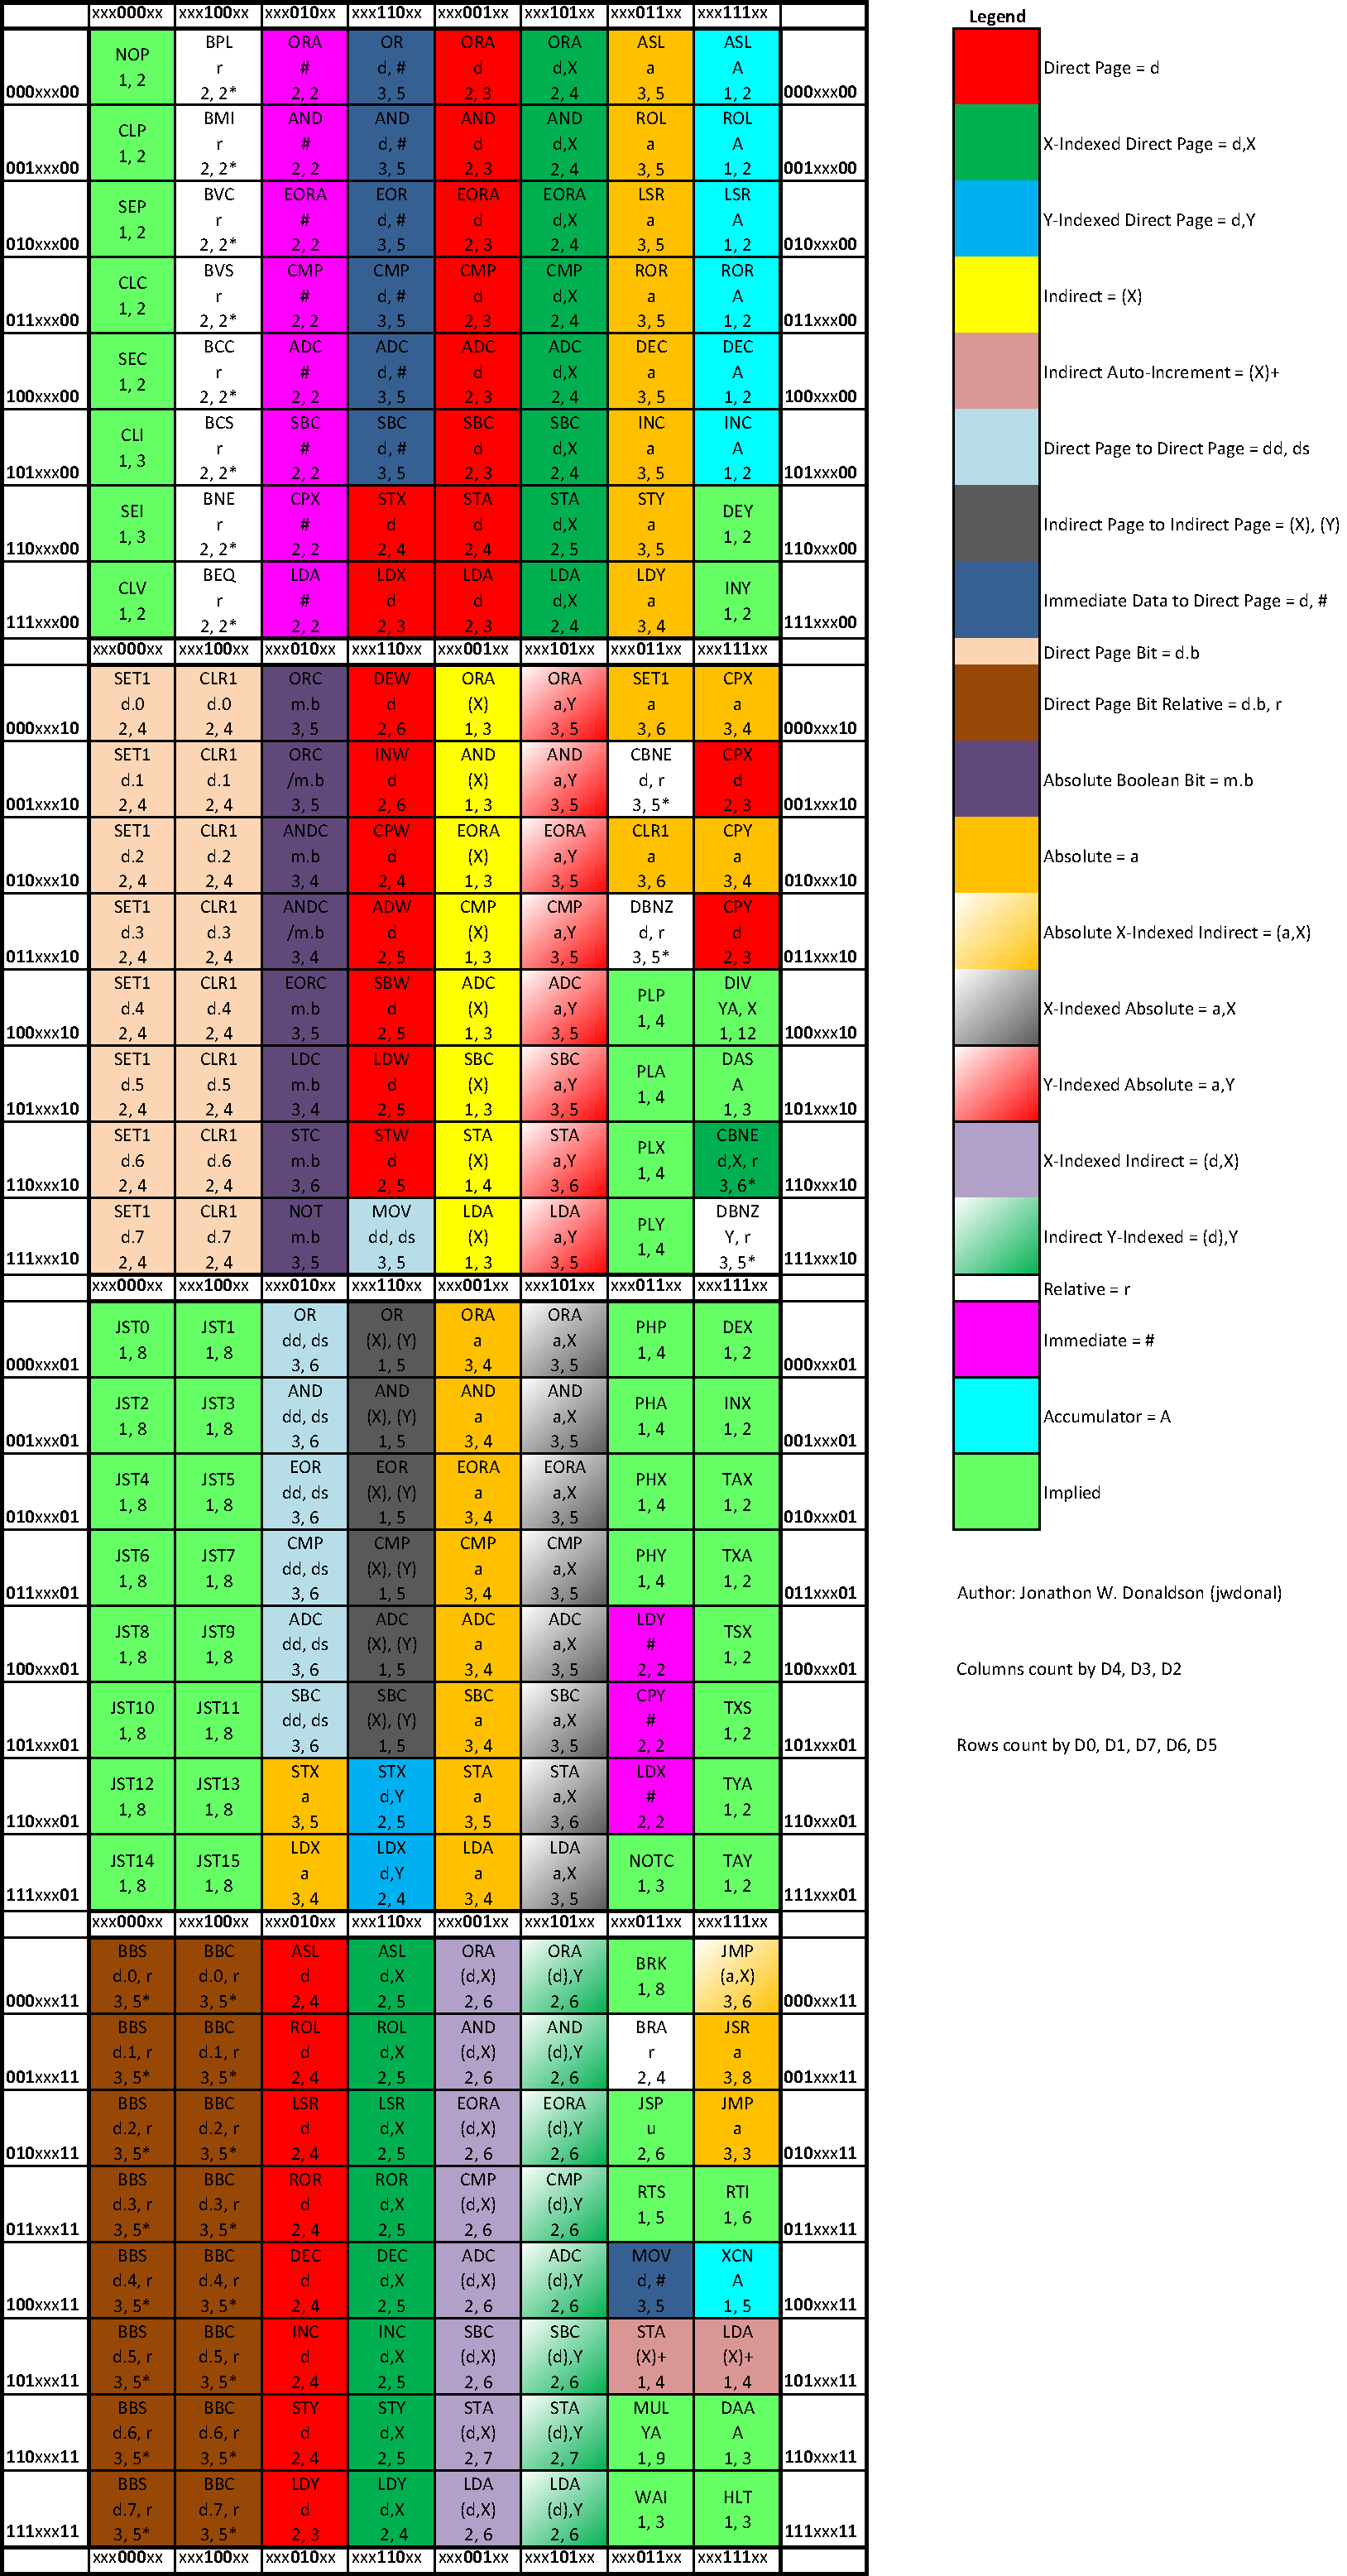 xxx000xx xxx100xx xxx010xx xxx110xx xxx001xx xxx101xx xxx011xx xxx111xx
NOP BPL ORA OR ORA ORA ASL ASL
1, 2 r # d, # d d,X a A
000xxx00 2, 2* 2, 2 3, 5 2, 3 2, 4 3, 5 1, 2 000xxx00
CLP BMI AND AND AND AND ROL ROL
1, 2 r # d, # d d,X a A
001xxx00 2, 2* 2, 2 3, 5 2, 3 2, 4 3, 5 1, 2 001xxx00
SEP BVC EORA EOR EORA EORA LSR LSR
1, 2 r # d, # d d,X a A
010xxx00 2, 2* 2, 2 3, 5 2, 3 2, 4 3, 5 1, 2 010xxx00
CLC BVS CMP CMP CMP CMP ROR ROR
1, 2 r # d, # d d,X a A
011xxx00 2, 2* 2, 2 3, 5 2, 3 2, 4 3, 5 1, 2 011xxx00
SEC BCC ADC ADC ADC ADC DEC DEC
1, 2 r # d, # d d,X a A
100xxx00 2, 2* 2, 2 3, 5 2, 3 2, 4 3, 5 1, 2 100xxx00
CLI BCS SBC SBC SBC SBC INC INC
1, 3 r # d, # d d,X a A
101xxx00 2, 2* 2, 2 3, 5 2, 3 2, 4 3, 5 1, 2 101xxx00
SEI BNE CPX STX STA STA STY DEY
1, 3 r # d d d,X a 1, 2
110xxx00 2, 2* 2, 2 2, 4 2, 4 2, 5 3, 5 110xxx00
CLV BEQ LDA LDX LDA LDA LDY INY
1, 2 r # d d d,X a 1, 2
111xxx00 2, 2* 2, 2 2, 3 2, 3 2, 4 3, 4 111xxx00
xxx000xx xxx100xx xxx010xx xxx110xx xxx001xx xxx101xx xxx011xx xxx111xx
SET1 CLR1 ORC DEW ORA ORA SET1 CPX
d.0 d.0 m.b d (X) a,Y a a
000xxx10 2, 4 2, 4 3, 5 2, 6 1, 3 3, 5 3, 6 3, 4 000xxx10
SET1 CLR1 ORC INW AND AND CBNE CPX
d.1 d.1 /m.b d (X) a,Y d, r d
001xxx10 2, 4 2, 4 3, 5 2, 6 1, 3 3, 5 3, 5* 2, 3 001xxx10
SET1 CLR1 ANDC CPW EORA EORA CLR1 CPY
d.2 d.2 m.b d (X) a,Y a a
010xxx10 2, 4 2, 4 3, 4 2, 4 1, 3 3, 5 3, 6 3, 4 010xxx10
SET1 CLR1 ANDC ADW CMP CMP DBNZ CPY
d.3 d.3 /m.b d (X) a,Y d, r d
011xxx10 2, 4 2, 4 3, 4 2, 5 1, 3 3, 5 3, 5* 2, 3 011xxx10
SET1 CLR1 EORC SBW ADC ADC PLP DIV
d.4 d.4 m.b d (X) a,Y 1, 4 YA, X
100xxx10 2, 4 2, 4 3, 5 2, 5 1, 3 3, 5 1, 12 100xxx10
SET1 CLR1 LDC LDW SBC SBC PLA DAS
d.5 d.5 m.b d (X) a,Y 1, 4 A
101xxx10 2, 4 2, 4 3, 4 2, 5 1, 3 3, 5 1, 3 101xxx10
SET1 CLR1 STC STW STA STA PLX CBNE
d.6 d.6 m.b d (X) a,Y 1, 4 d,X, r
110xxx10 2, 4 2, 4 3, 6 2, 5 1, 4 3, 6 3, 6* 110xxx10
SET1 CLR1 NOT MOV LDA LDA PLY DBNZ
d.7 d.7 m.b dd, ds (X) a,Y 1, 4 Y, r
111xxx10 2, 4 2, 4 3, 5 3, 5 1, 3 3, 5 3, 5* 111xxx10
xxx000xx xxx100xx xxx010xx xxx110xx xxx001xx xxx101xx xxx011xx xxx111xx
JST0 JST1 OR OR ORA ORA PHP DEX
1, 8 1, 8 dd, ds (X), (Y) a a,X 1, 4 1, 2
000xxx01 3, 6 1, 5 3, 4 3, 5 000xxx01
JST2 JST3 AND AND AND AND PHA INX
1, 8 1, 8 dd, ds (X), (Y) a a,X 1, 4 1, 2
001xxx01 3, 6 1, 5 3, 4 3, 5 001xxx01
JST4 JST5 EOR EOR EORA EORA PHX TAX
1, 8 1, 8 dd, ds (X), (Y) a a,X 1, 4 1, 2
010xxx01 3, 6 1, 5 3, 4 3, 5 010xxx01
JST6 JST7 CMP CMP CMP CMP PHY TXA
1, 8 1, 8 dd, ds (X), (Y) a a,X 1, 4 1, 2
011xxx01 3, 6 1, 5 3, 4 3, 5 011xxx01
JST8 JST9 ADC ADC ADC ADC LDY TSX
1, 8 1, 8 dd, ds (X), (Y) a a,X # 1, 2
100xxx01 3, 6 1, 5 3, 4 3, 5 2, 2 100xxx01
JST10 JST11 SBC SBC SBC SBC CPY TXS
1, 8 1, 8 dd, ds (X), (Y) a a,X # 1, 2
101xxx01 3, 6 1, 5 3, 4 3, 5 2, 2 101xxx01
JST12 JST13 STX STX STA STA LDX TYA
1, 8 1, 8 a d,Y a a,X # 1, 2
110xxx01 3, 5 2, 5 3, 5 3, 6 2, 2 110xxx01
JST14 JST15 LDX LDX LDA LDA NOTC TAY
1, 8 1, 8 a d,Y a a,X 1, 3 1, 2
111xxx01 3, 4 2, 4 3, 4 3, 5 111xxx01
xxx000xx xxx100xx xxx010xx xxx110xx xxx001xx xxx101xx xxx011xx xxx111xx
BBS BBC ASL ASL ORA ORA BRK JMP
d.0, r d.0, r d d,X (d,X) (d),Y 1, 8 (a,X)
000xxx11 3, 5* 3, 5* 2, 4 2, 5 2, 6 2, 6 3, 6 000xxx11
BBS BBC ROL ROL AND AND BRA JSR
d.1, r d.1, r d d,X (d,X) (d),Y r a
001xxx11 3, 5* 3, 5* 2, 4 2, 5 2, 6 2, 6 2, 4 3, 8 001xxx11
BBS BBC LSR LSR EORA EORA JSP JMP
d.2, r d.2, r d d,X (d,X) (d),Y u a
010xxx11 3, 5* 3, 5* 2, 4 2, 5 2, 6 2, 6 2, 6 3, 3 010xxx11
BBS BBC ROR ROR CMP CMP RTS RTI
d.3, r d.3, r d d,X (d,X) (d),Y 1, 5 1, 6
011xxx11 3, 5* 3, 5* 2, 4 2, 5 2, 6 2, 6 011xxx11
BBS BBC DEC DEC ADC ADC MOV XCN
d.4, r d.4, r d d,X (d,X) (d),Y d, # A
100xxx11 3, 5* 3, 5* 2, 4 2, 5 2, 6 2, 6 3, 5 1, 5 100xxx11
BBS BBC INC INC SBC SBC STA LDA
d.5, r d.5, r d d,X (d,X) (d),Y (X)+ (X)+
101xxx11 3, 5* 3, 5* 2, 4 2, 5 2, 6 2, 6 1, 4 1, 4 101xxx11
BBS BBC STY STY STA STA MUL DAA
d.6, r d.6, r d d,X (d,X) (d),Y YA A
110xxx11 3, 5* 3, 5* 2, 4 2, 5 2, 7 2, 7 1, 9 1, 3 110xxx11
BBS BBC LDY LDY LDA LDA WAI HLT
d.7, r d.7, r d d,X (d,X) (d),Y 1, 3 1, 3
111xxx11 3, 5* 3, 5* 2, 3 2, 4 2, 6 2, 6 111xxx11
xxx000xx xxx100xx xxx010xx xxx110xx xxx001xx xxx101xx xxx011xx xxx111xx
Legend
Direct Page = d
X-Indexed Direct Page = d,X
Y-Indexed Direct Page = d,Y
Indirect = (X)
Indirect Auto-Increment = (X)+
Direct Page to Direct Page = dd, ds
Indirect Page to Indirect Page = (X), (Y)
Immediate Data to Direct Page = d, #
Direct Page Bit = d.b
Direct Page Bit Relative = d.b, r
Absolute Boolean Bit = m.b
Absolute = a
Absolute X-Indexed Indirect = (a,X)
X-Indexed Absolute = a,X
Y-Indexed Absolute = a,Y
X-Indexed Indirect = (d,X)
Indirect Y-Indexed = (d),Y
Relative = r
Immediate = #
Accumulator = A
Implied
Author: Jonathon W. Donaldson (jwdonal)
Columns count by D4, D3, D2
Rows count by D0, D1, D7, D6, D5